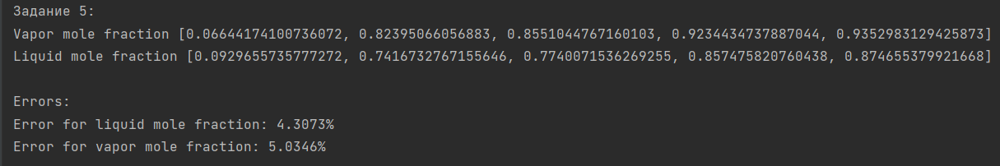 Задание 5:
Vapor mole fraction [0.06644174100736072, 0.82395066056883, 0.8551044767160103, 0.9234434737887044, 0.9352983129425873]
Liquid mole fraction [0.0929655735777272, 0.7416732767155646, 0.7740071536269255, 0.857475820760438, 0.874655379921668]
Errors:
Error for liquid mole fraction: 4.3073%
Error for vapor mole fraction: 5.0346%